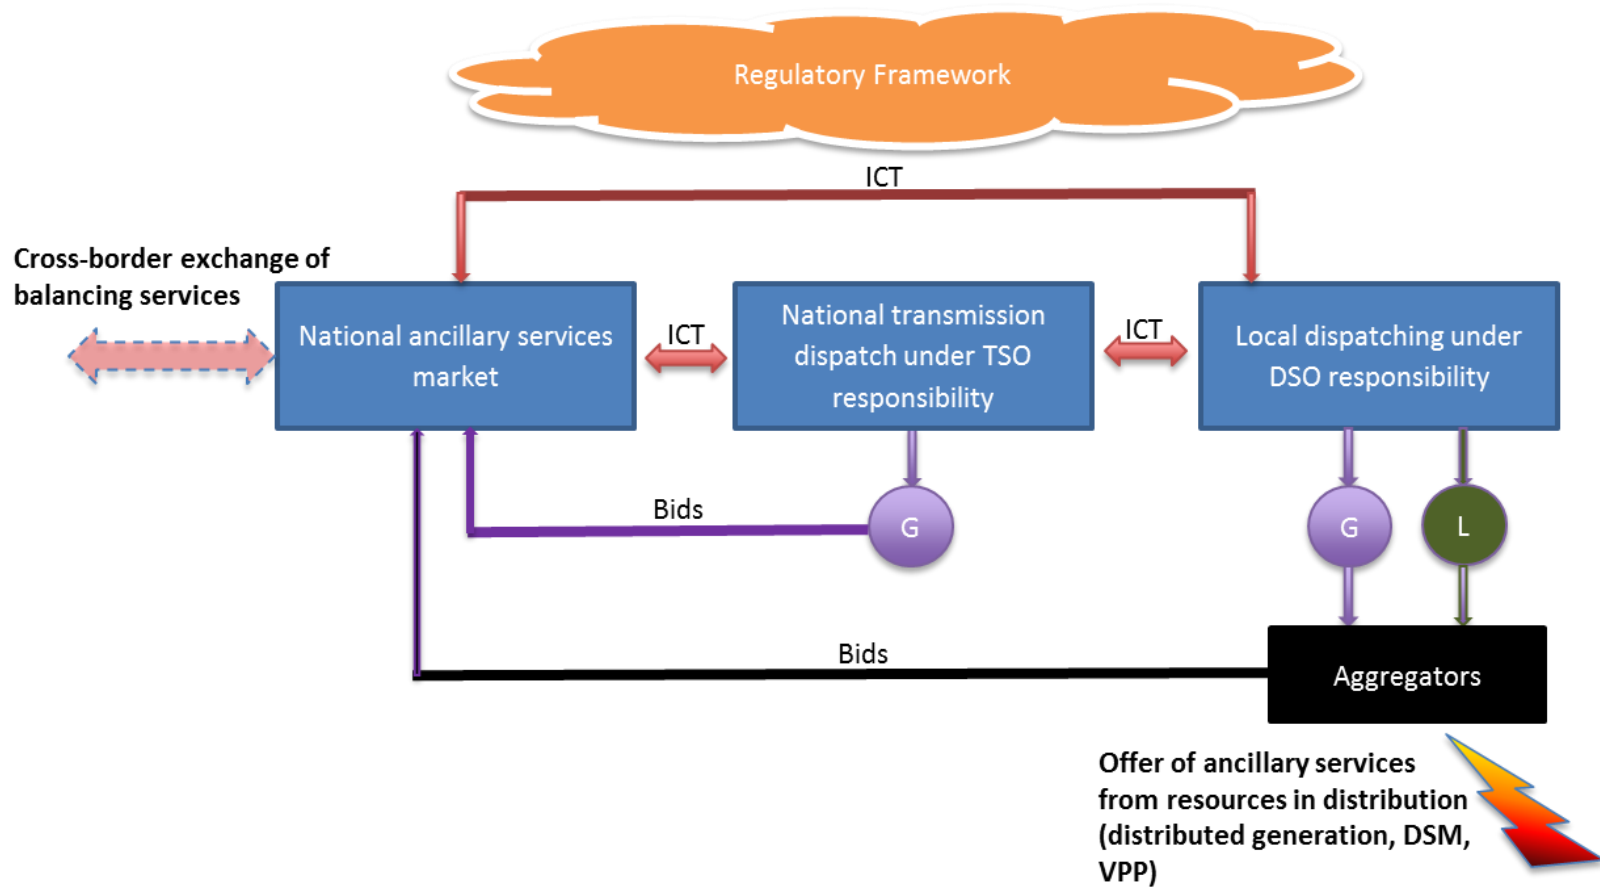 Regulatory Framework
ICT
Cross-border exchange of
balancing services
National ancillary services
market
ICT
National transmission
dispatch under TSO
responsibility
ICT
Local dispatching under
DSO responsibility
Bids
G
G
L
Bids
Aggregators
Offer of ancillary services
from resources in distribution
(distributed generation, DSM,
VPP)